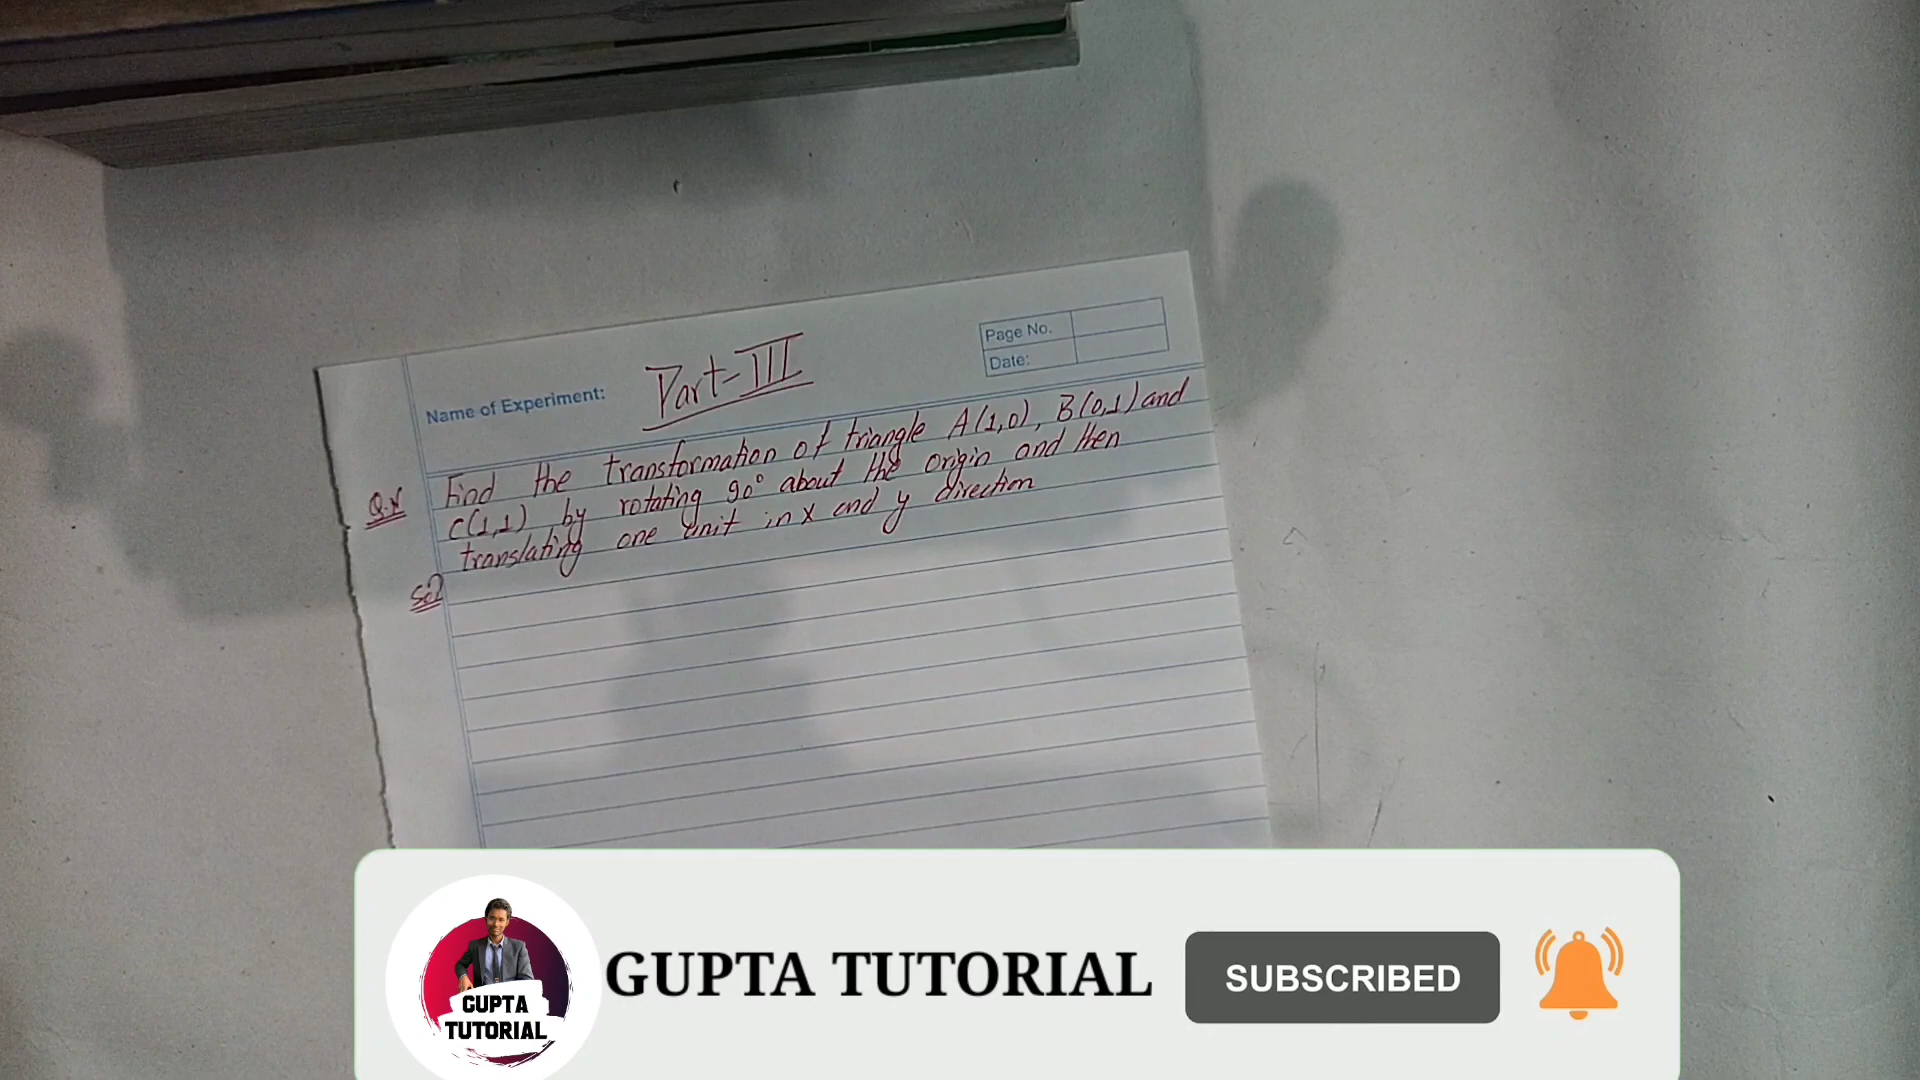 Name of Experiment:
Part-III
Page No.
Date:
Find the transformation of triangle A(1,0), B(0,1) and
C(1,1) by rotating 90° about the origin and then
translating one unit in x and y direction
GUPTA TUTORIAL
SUBSCRIBED
GUPTA
TUTORIAL